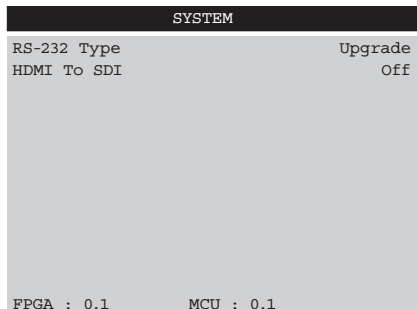 SYSTEM
RS-232 Type Upgrade
HDMI To SDI Off
FPGA : 0.1 MCU : 0.1